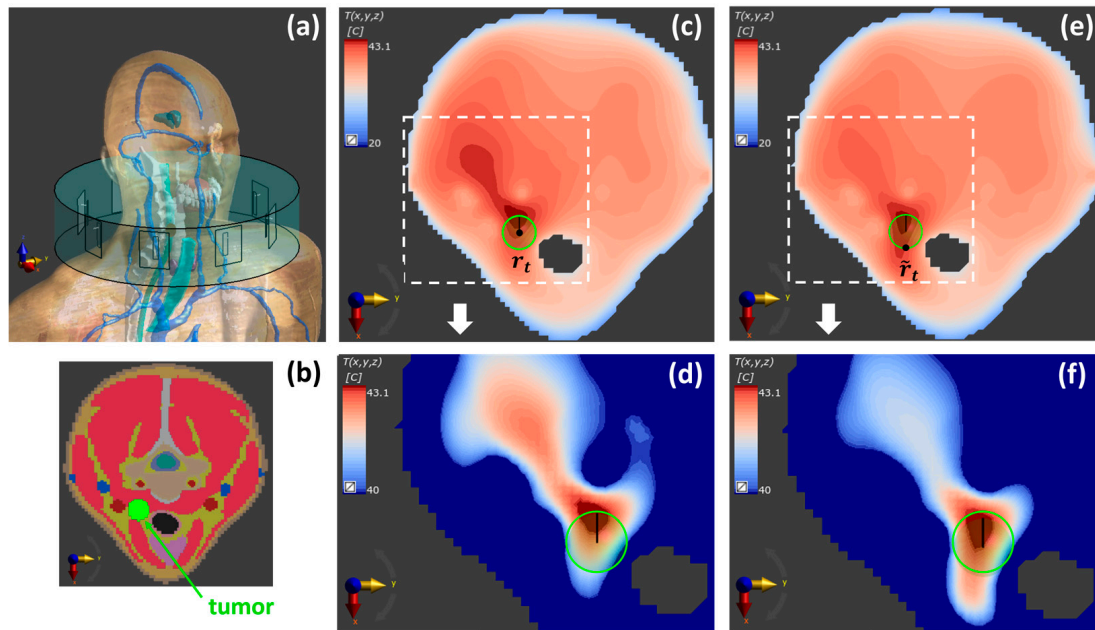 (a)
T(x,y,z)
[C]
43.1
20
(c)
r_t
y
x
T(x,y,z)
[C]
43.1
20
(e)
r̃_t
y
x
y
(b)
y
x
tumor
T(x,y,z)
[C]
43.1
40
(d)
y
x
T(x,y,z)
[C]
43.1
40
(f)
y
x